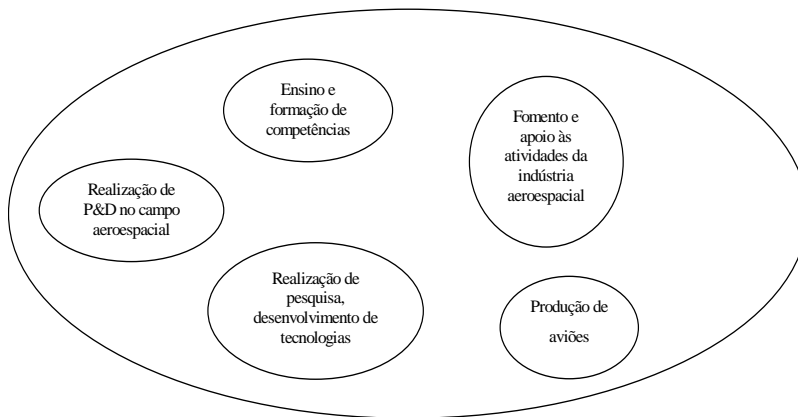 Ensino e
formação de
competências
Fomento e
apoio às
atividades da
indústria
aeroespacial
Realização de
P&D no campo
aeroespacial
Realização de
pesquisa,
desenvolvimento de
tecnologias
Produção de
aviões